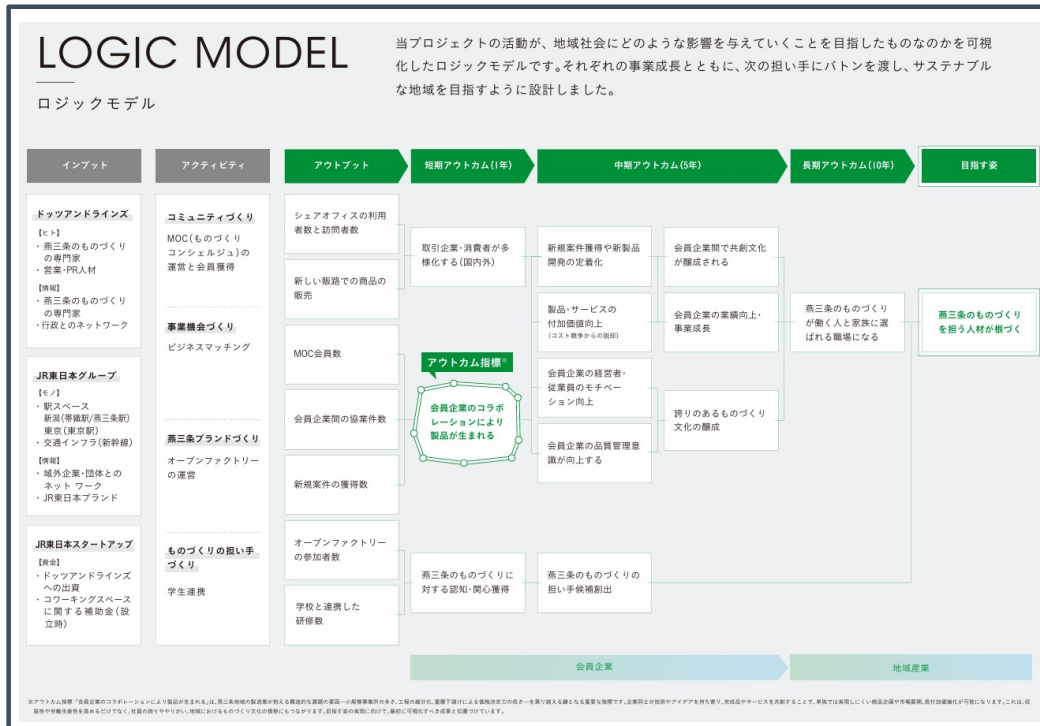 LOGIC MODEL
ロジックモデル
当プロジェクトの活動が、地域社会にどのような影響を与えていくことを目指したものなのかを可視
化したロジックモデルです。それぞれの事業成長とともに、次の担い手にバトンを渡し、サステナブル
な地域を目指すように設計しました。
インプット
アクティビティ
アウトプット
短期アウトカム(1年)
中期アウトカム(5年)
長期アウトカム(10年)
目指す姿
ドッツアンドラインズ
【ヒト】
・燕三条のものづくり
の専門家
・営業・PR人材
【情報】
・燕三条のものづくり
の専門家
・行政とのネットワーク
JR東日本グループ
【モノ】
・駅スペース
新潟(帯織駅/燕三条駅)
東京(東京駅)
・交通インフラ(新幹線)
【情報】
・域外企業・団体との
ネット ワーク
・JR東日本ブランド
JR東日本スタートアップ
【資金】
・ドッツアンドラインズ
への出資
・コワーキングスペース
に関する補助金(設
立時)
コミュニティづくり
MOC(ものづくり
コンシェルジュ)の
運営と会員獲得
事業機会づくり
ビジネスマッチング
燕三条ブランドづくり
オープンファクトリー
の運営
ものづくりの担い手
づくり
学生連携
シェアオフィスの利用
者数と訪問者数
新しい販路での商品の
販売
MOC会員数
会員企業間の協業件数
新規案件の獲得数
オープンファクトリー
の参加者数
学校と連携した
研修数
取引企業・消費者が多
様化する(国内外)
アウトカム指標※
会員企業のコラボ
レーションにより
製品が生まれる
燕三条のものづくりに
対する認知・関心獲得
新規案件獲得や新製品
開発の定着化
製品・サービスの
付加価値向上
(コスト競争からの脱却)
会員企業の経営者・
従業員のモチベー
ション向上
会員企業の品質管理意
識が向上する
燕三条のものづくりの
担い手候補創出
会員企業間で共創文化
が醸成される
会員企業の業績向上・
事業成長
誇りのあるものづくり
文化の醸成
燕三条のものづくり
が働く人と家族に選
ばれる職場になる
燕三条のものづくり
を担う人材が根づく
会員企業
地域産業